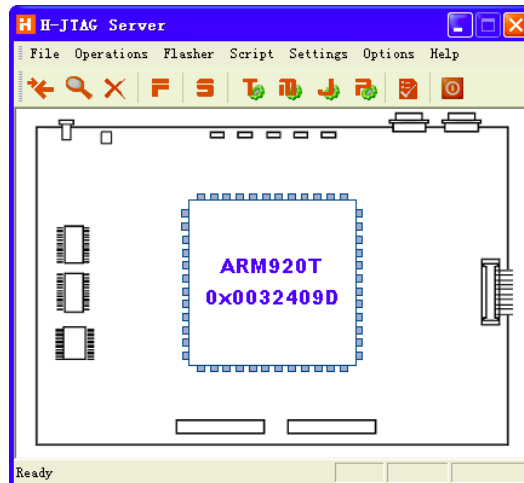 H H-JTAG Server
File Operations Flasher Script Settings Options Help
F S T M J P
ARM920T
0x0032409D
Ready